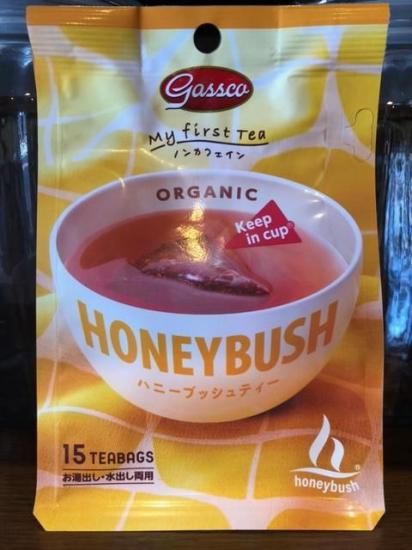 gassco
My first Tea
ノンカフェイン
ORGANIC
Keep
in cup®
HONEYBUSH
ハニーブッシュティー
15 TEABAGS
お湯出し・水出し両用
honeybush®